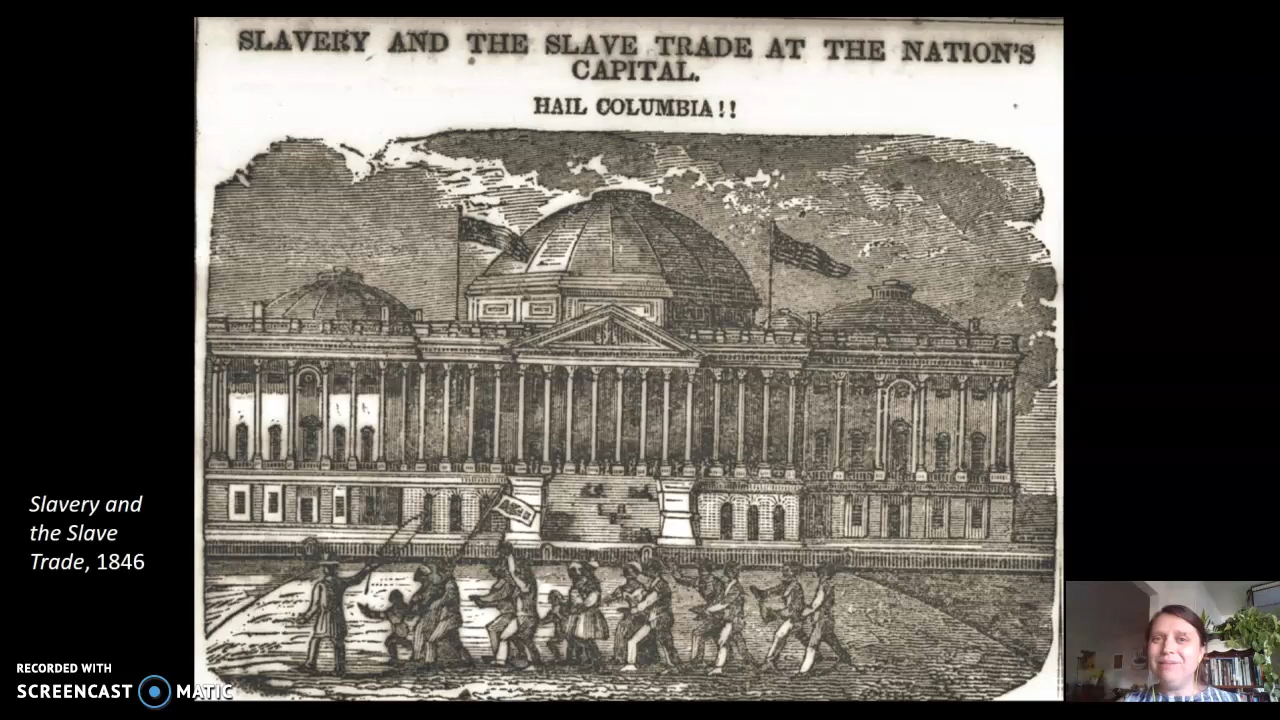 SLAVERY AND THE SLAVE TRADE AT THE NATION'S
CAPITAL.
HAIL COLUMBIA!!
Slavery and
the Slave
Trade, 1846
RECORDED WITH
SCREENCAST MATIC